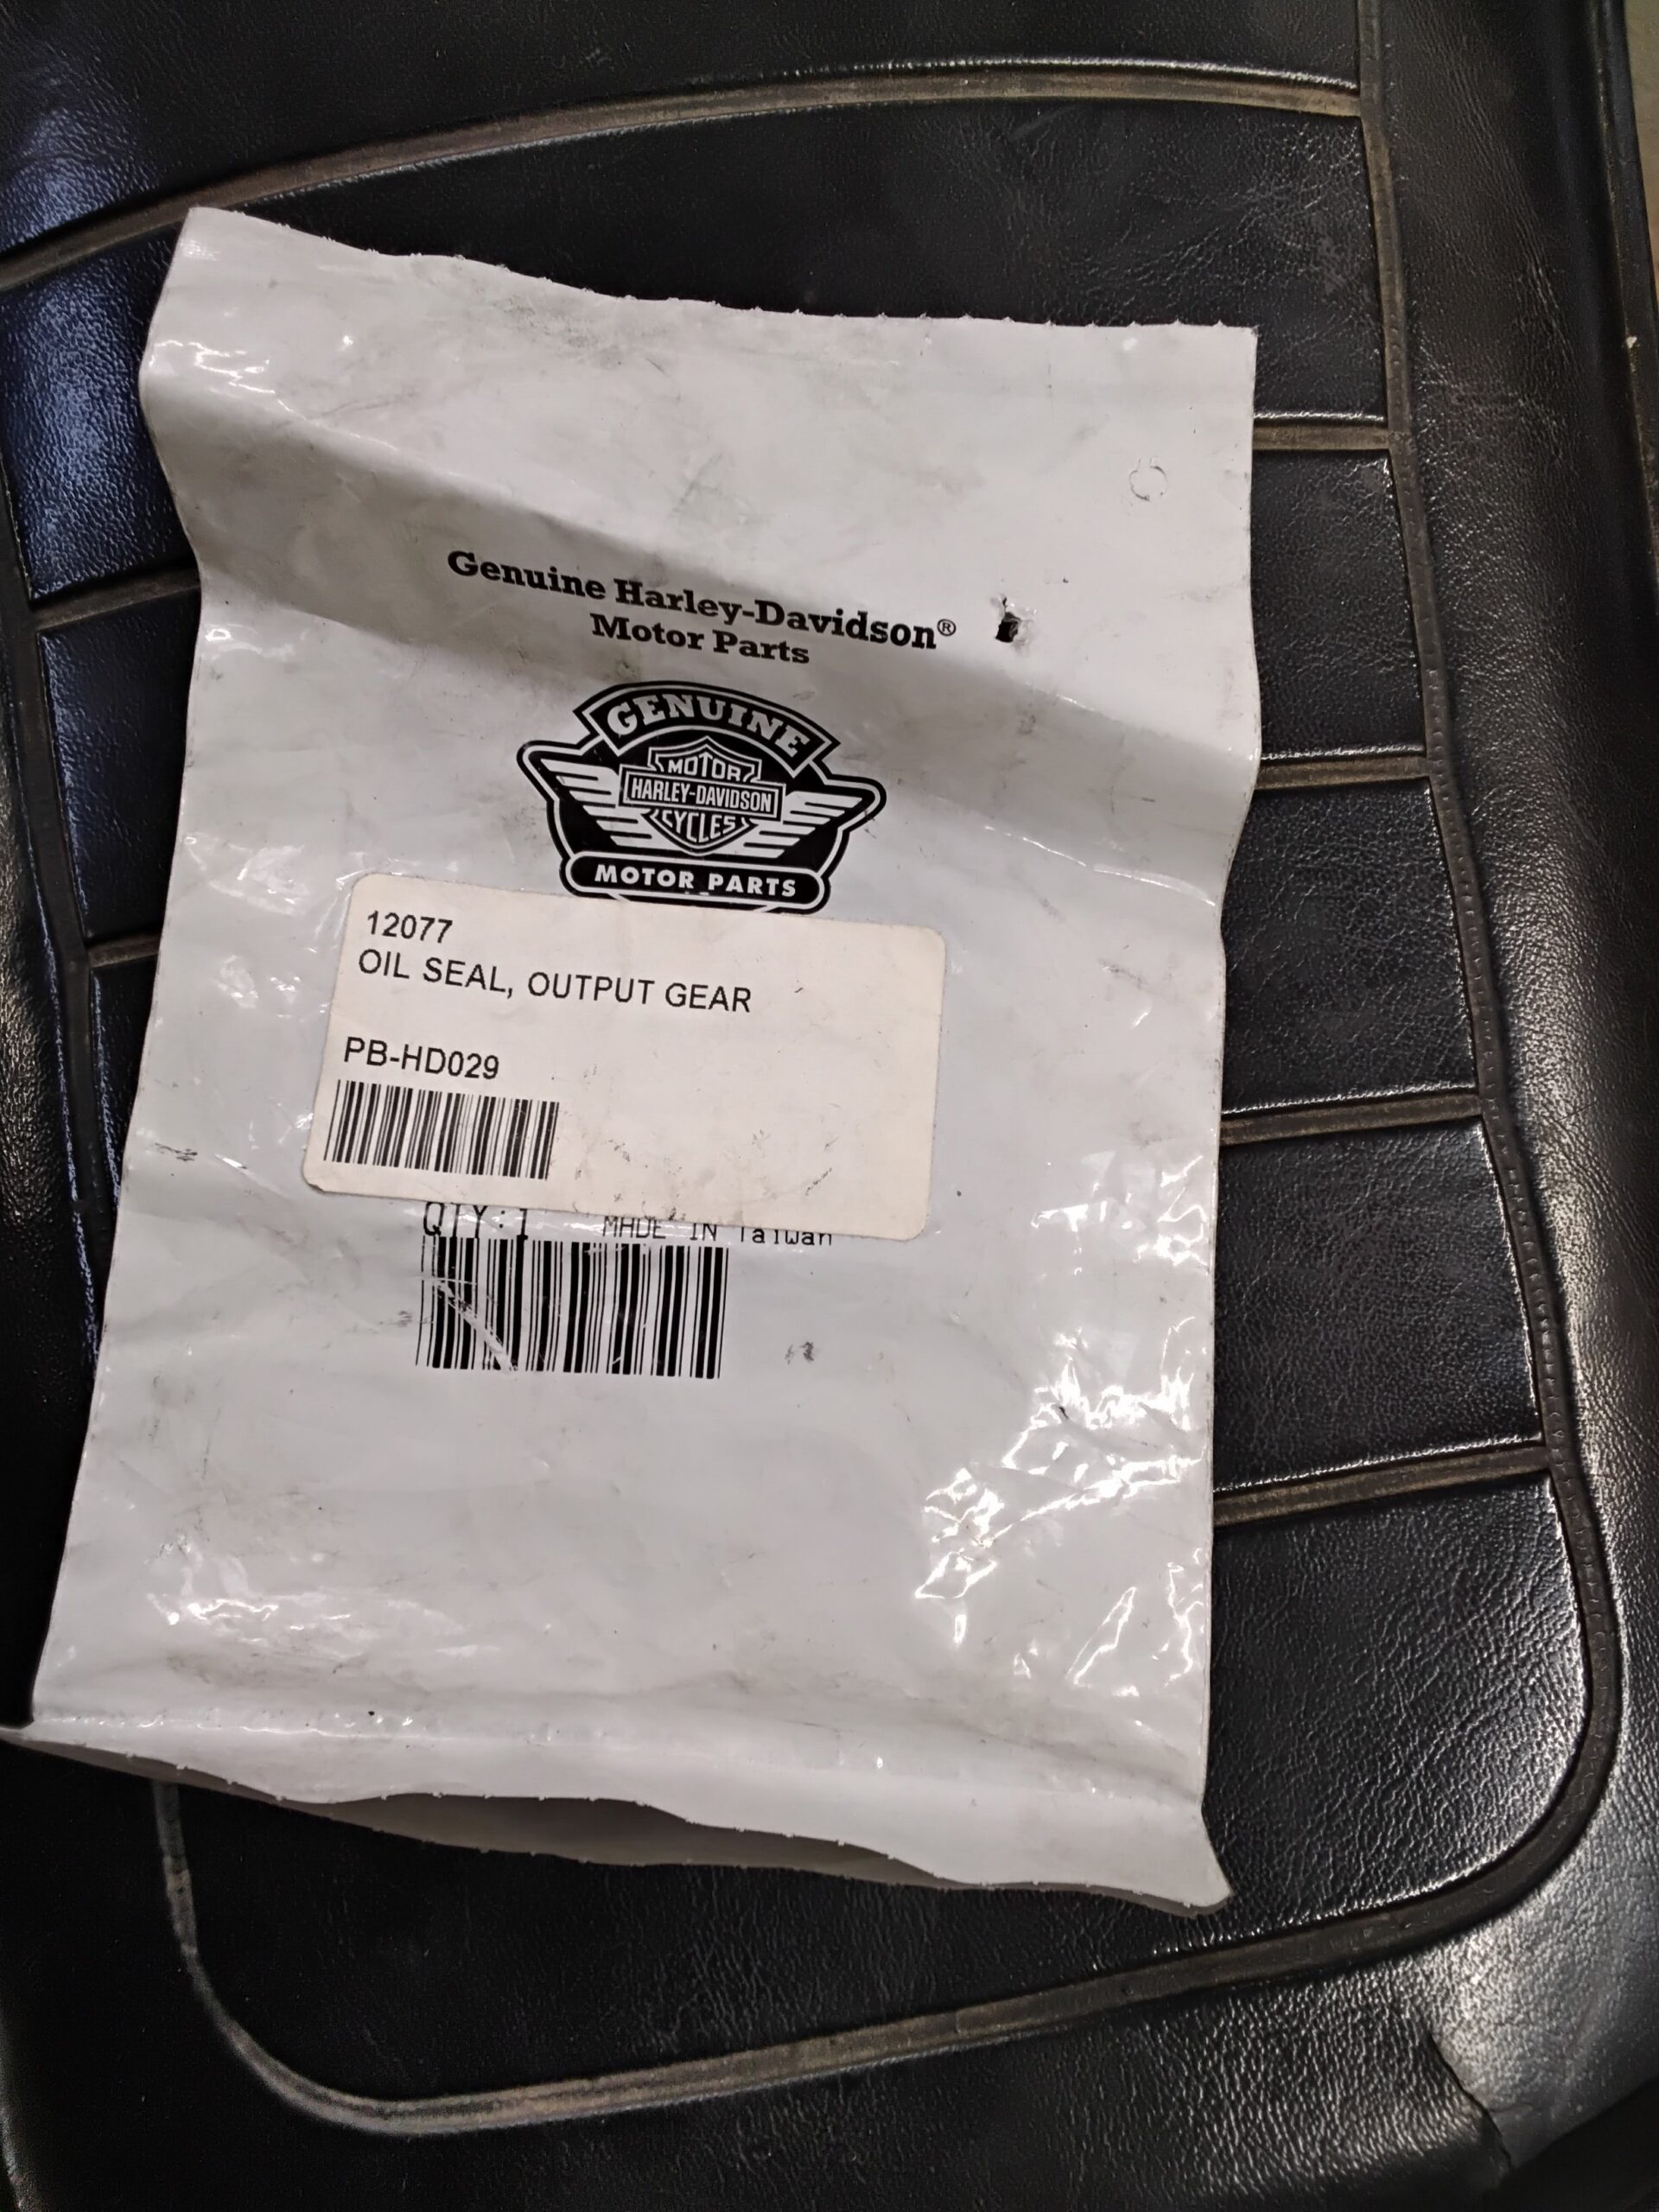 Genuine Harley-Davidson®
Motor Parts
GENUINE
MOTOR
HARLEY-DAVIDSON
CYCLES
MOTOR PARTS
12077
OIL SEAL, OUTPUT GEAR
PB-HD029
QTY:1 MADE IN Taiwan